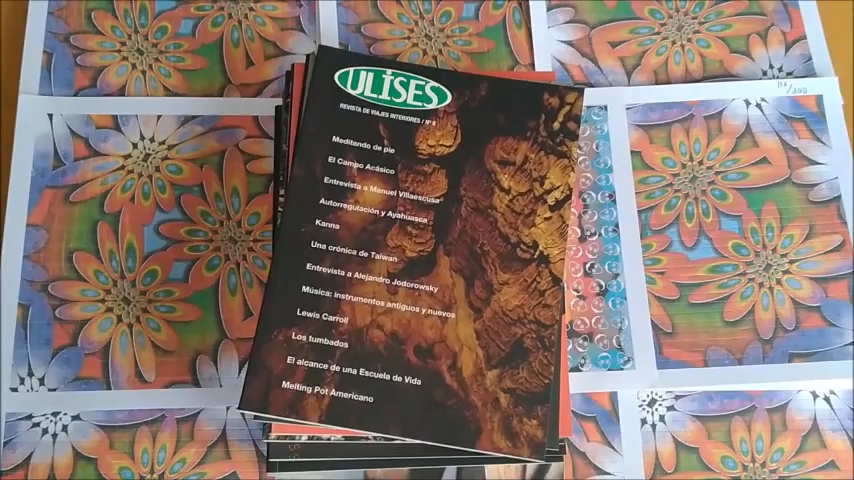 ULISES
REVISTA DE VIAJES INTERIORES / Nº 8
Meditando de pie
El Campo Acásico
Entrevista a Manuel Villaescusa
Autorregulación y Ayahuasca
Kanna
Una crónica de Taiwan
Entrevista a Alejandro Jodorowsky
Música: instrumentos antiguos y nuevos
Lewis Carroll
Los tumbados
El alcance de una Escuela de Vida
Melting Pot Americano